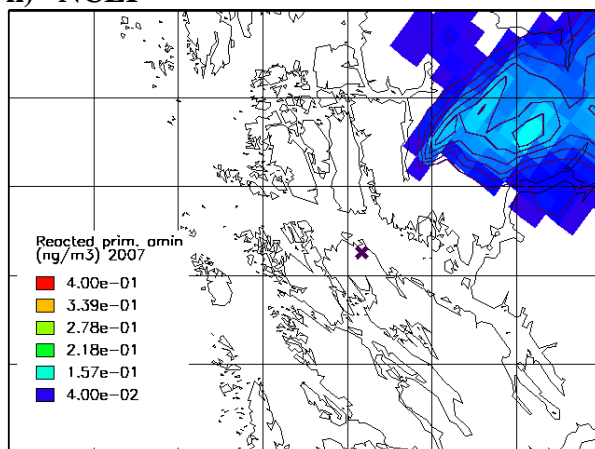 Reacted prim. amin
(ng/m3) 2007
4.00e-01
3.39e-01
2.78e-01
2.18e-01
1.57e-01
4.00e-02